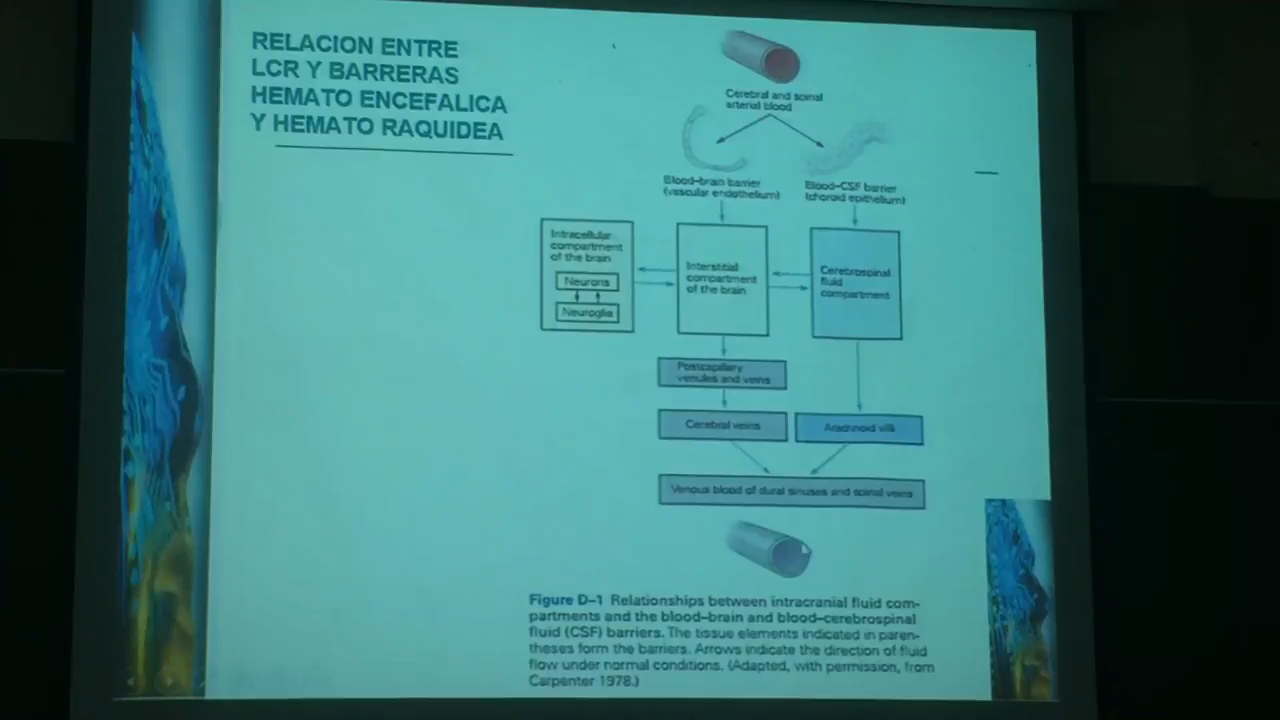 RELACION ENTRE
LCR Y BARRERAS
HEMATO ENCEFALICA
Y HEMATO RAQUIDEA
Cerebral and spinal
arterial blood
Blood–brain barrier
(vascular endothelium)
Blood–CSF barrier
(choroid epithelium)
Intracellular
compartment
of the brain
Neurons
Neuroglia
Interstitial
compartment
of the brain
Cerebrospinal
fluid
compartment
Postcapillary
venules and veins
Cerebral veins
Arachnoid villi
Venous blood of dural sinuses and spinal veins
Figure D–1 Relationships between intracranial fluid com-
partments and the blood–brain and blood–cerebrospinal
fluid (CSF) barriers. The tissue elements indicated in paren-
theses form the barriers. Arrows indicate the direction of fluid
flow under normal conditions. (Adapted, with permission, from
Carpenter 1978.)